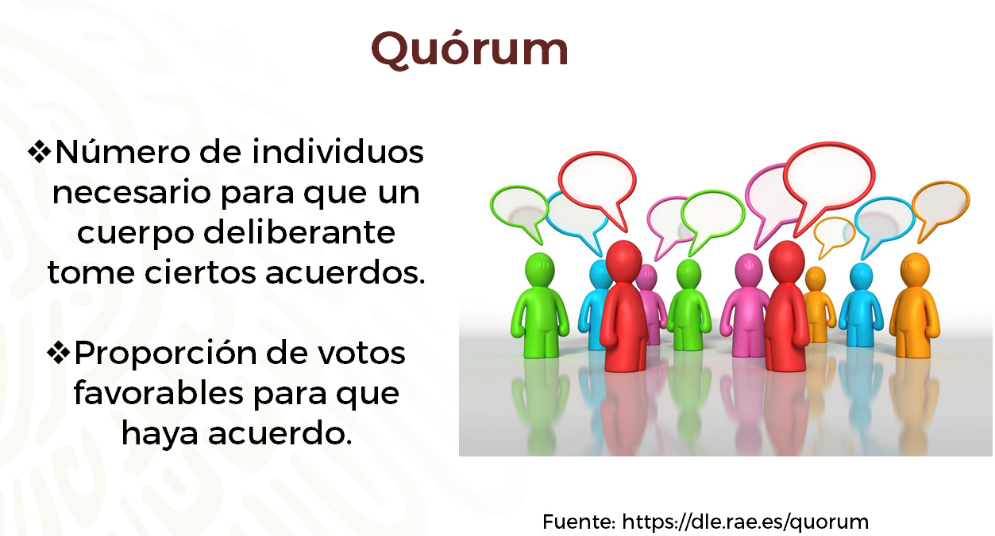 Quórum
❖Número de individuos
necesario para que un
cuerpo deliberante
tome ciertos acuerdos.
❖Proporción de votos
favorables para que
haya acuerdo.
Fuente: https://dle.rae.es/quorum